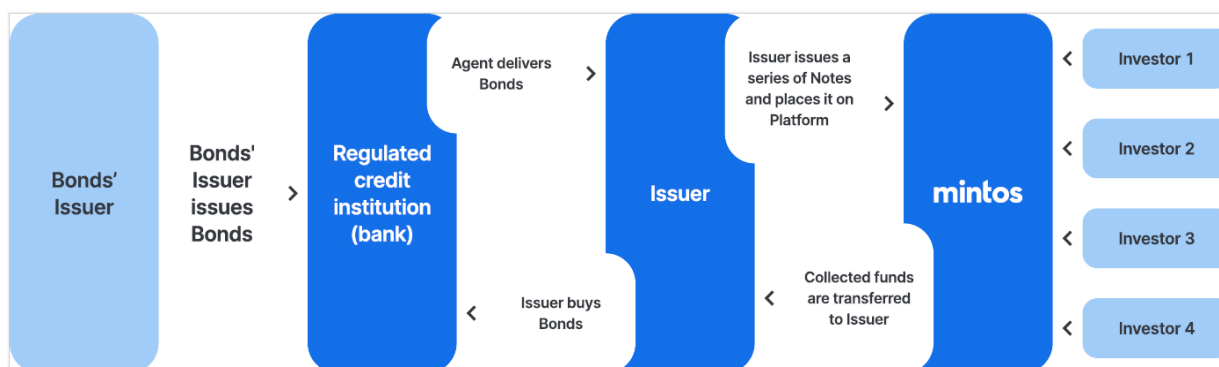 Bonds’
Issuer
Bonds'
Issuer
issues
Bonds
Regulated
credit
institution
(bank)
Agent delivers
Bonds
Issuer buys
Bonds
Issuer
Issuer issues a
series of Notes
and places it on
Platform
Collected funds
are transferred
to Issuer
mintos
Investor 1
Investor 2
Investor 3
Investor 4